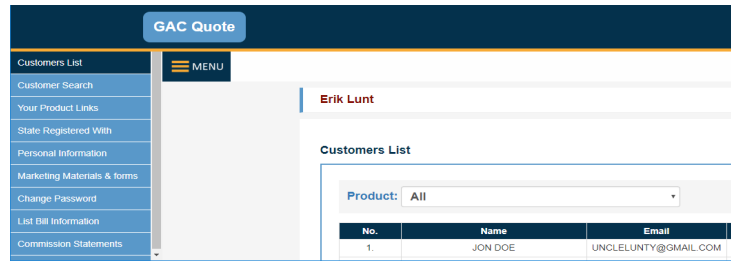 GAC Quote
Customers List
Customer Search
Your Product Links
State Registered With
Personal Information
Marketing Materials & forms
Change Password
List Bill Information
Commission Statements
MENU
Erik Lunt
Customers List
Product: All
No. Name Email
1. JON DOE UNCLELUNTY@GMAIL.COM